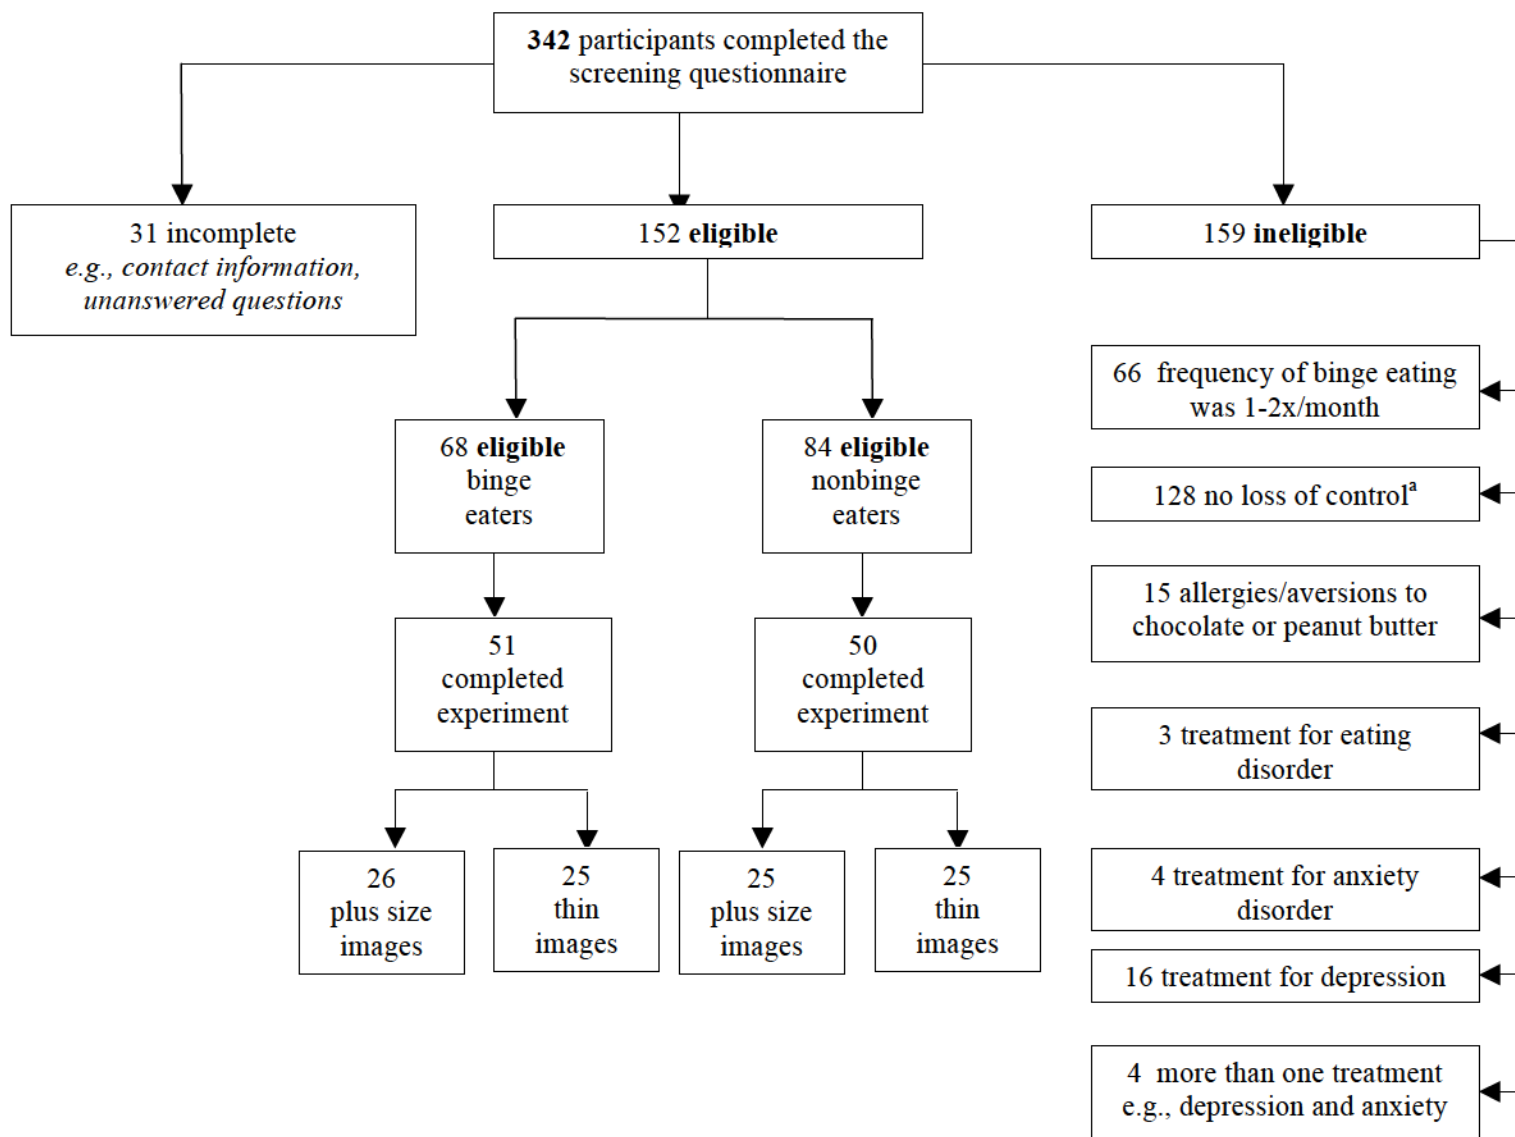 342 participants completed the
screening questionnaire
31 incomplete
e.g., contact information,
unanswered questions
152 eligible
159 ineligible
68 eligible
binge
eaters
84 eligible
nonbinge
eaters
51
completed
experiment
50
completed
experiment
26
plus size
images
25
thin
images
25
plus size
images
25
thin
images
66 frequency of binge eating
was 1-2x/month
128 no loss of controlᵃ
15 allergies/aversions to
chocolate or peanut butter
3 treatment for eating
disorder
4 treatment for anxiety
disorder
16 treatment for depression
4 more than one treatment
e.g., depression and anxiety